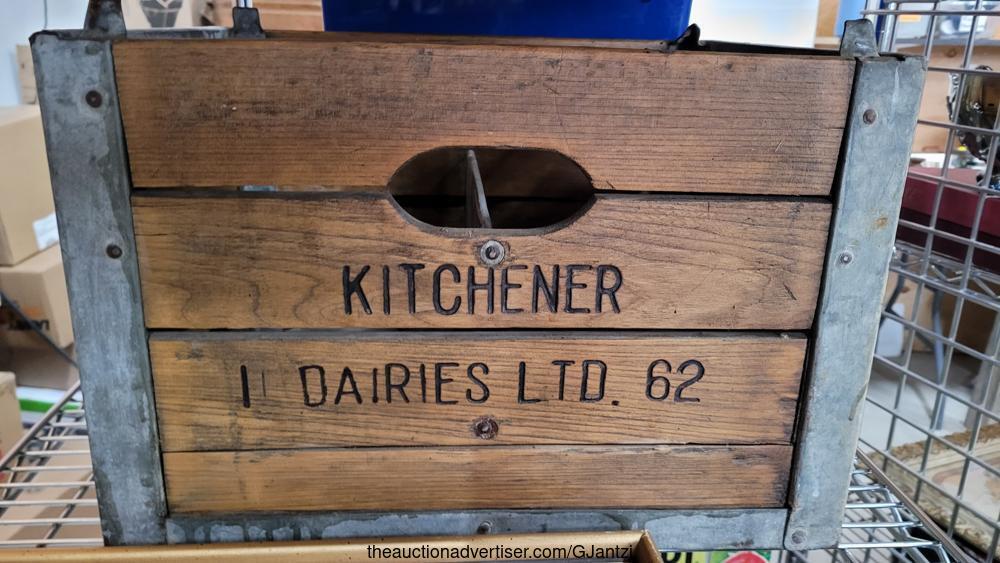 KITCHENER
DAIRIES LTD. 62
theauctionadvertiser.com/GJantzi